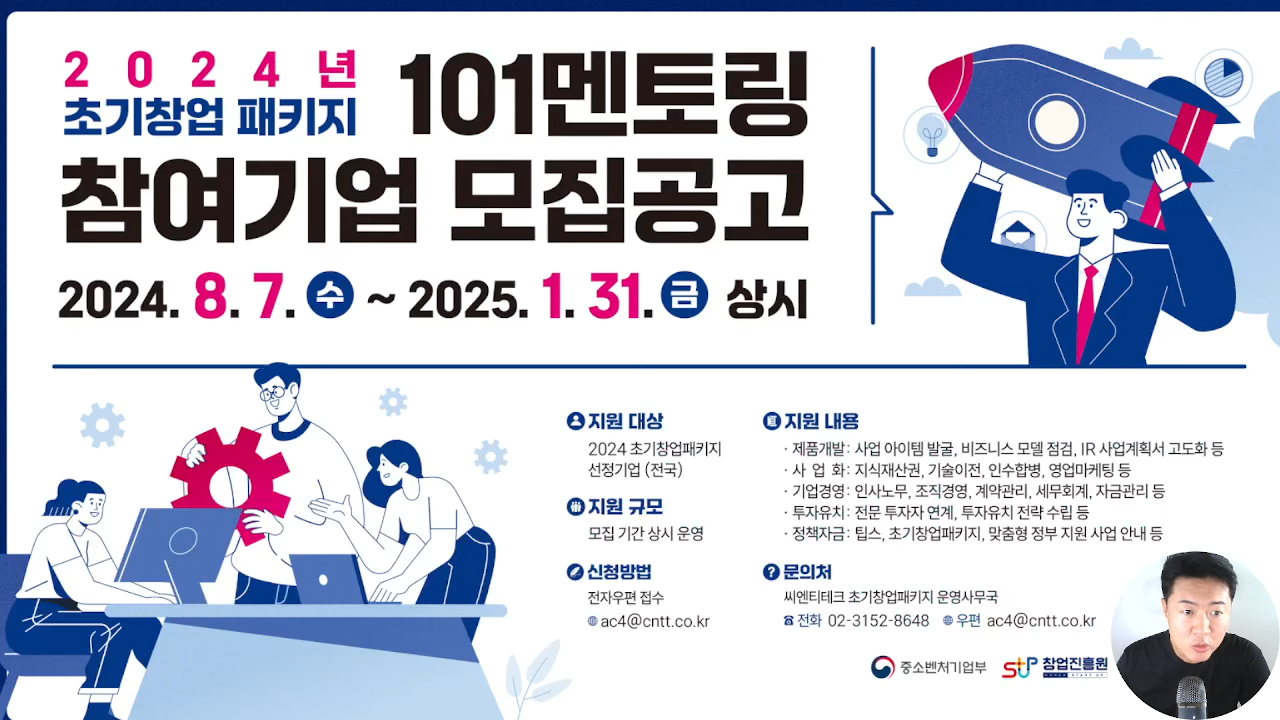 2024년
초기창업 패키지
101멘토링
참여기업 모집공고
2024. 8. 7. 수 ~ 2025. 1. 31. 금 상시
지원 대상
2024 초기창업패키지
선정기업 (전국)
지원 규모
모집 기간 상시 운영
신청방법
전자우편 접수
ac4@cntt.co.kr
지원 내용
· 제품개발: 사업 아이템 발굴, 비즈니스 모델 점검, IR 사업계획서 고도화 등
· 사 업 화: 지식재산권, 기술이전, 인수합병, 영업마케팅 등
· 기업경영: 인사노무, 조직경영, 계약관리, 세무회계, 자금관리 등
· 투자유치: 전문 투자자 연계, 투자유치 전략 수립 등
· 정책자금: 팁스, 초기창업패키지, 맞춤형 정부 지원 사업 안내 등
? 문의처
씨엔티테크 초기창업패키지 운영사무국
전화 02-3152-8648 우편 ac4@cntt.co.kr
중소벤처기업부
창업진흥원
KOREA START UP